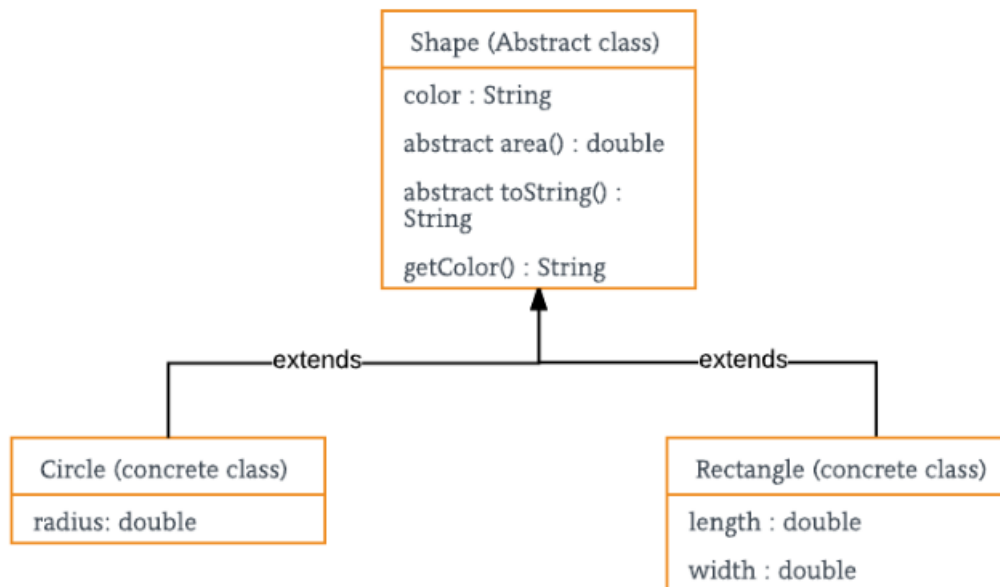 Shape (Abstract class)
color : String
abstract area() : double
abstract toString() :
String
getColor() : String
extends
extends
Circle (concrete class)
radius: double
Rectangle (concrete class)
length : double
width : double